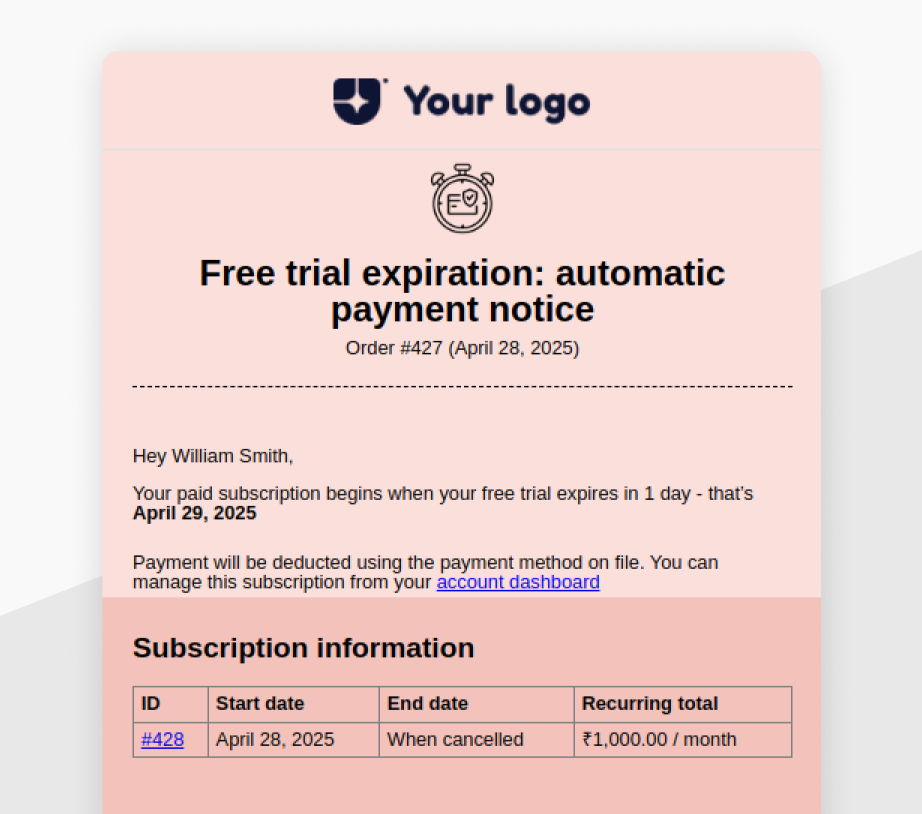 Your logo
Free trial expiration: automatic
payment notice
Order #427 (April 28, 2025)
Hey William Smith,
Your paid subscription begins when your free trial expires in 1 day - that’s
April 29, 2025
Payment will be deducted using the payment method on file. You can
manage this subscription from your account dashboard
Subscription information
ID Start date End date Recurring total
#428 April 28, 2025 When cancelled ₹1,000.00 / month